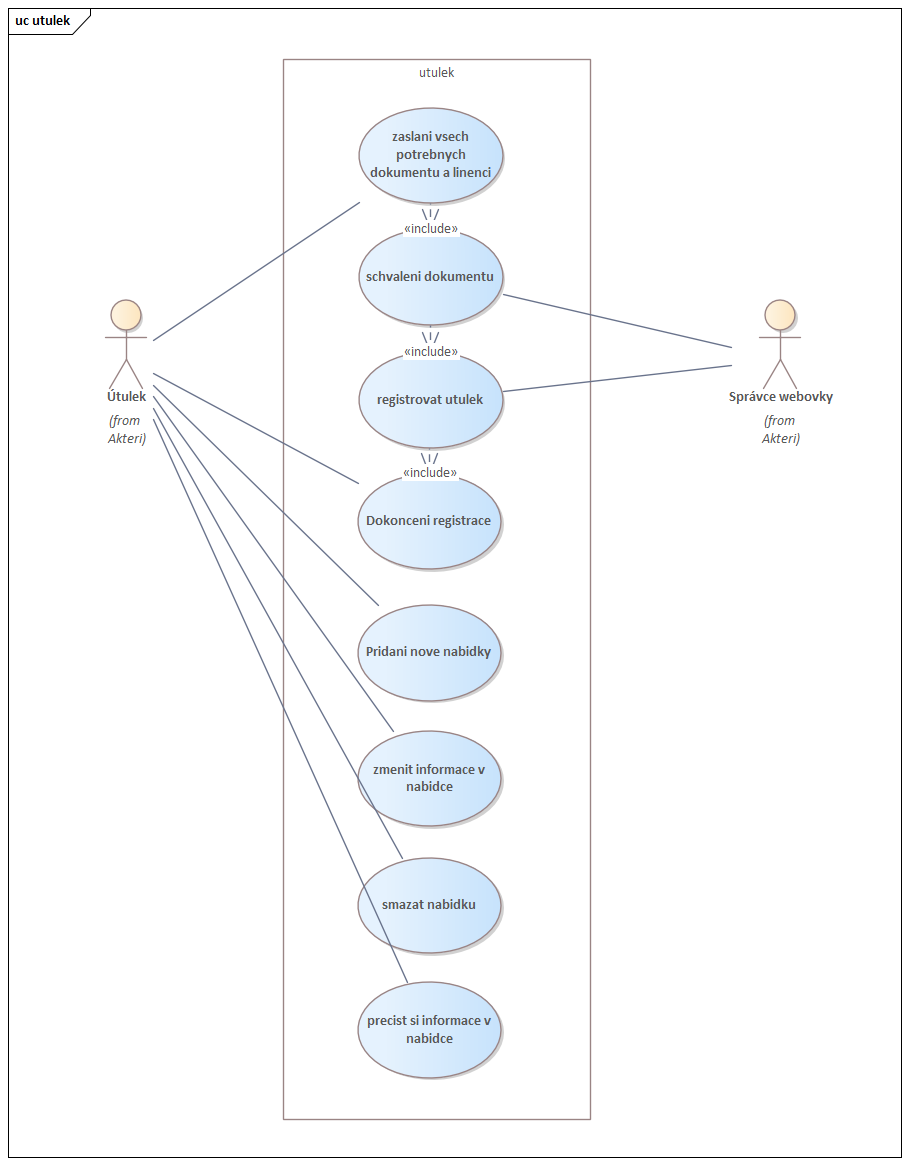 uc utulek
utulek
zaslani vsech
potrebnych
dokumentu a linenci
«include»
schvaleni dokumentu
«include»
registrovat utulek
«include»
Dokonceni registrace
Pridani nove nabidky
zmenit informace v
nabidce
smazat nabidku
precist si informace v
nabidce
Útulek
(from
Akteri)
Správce webovky
(from
Akteri)